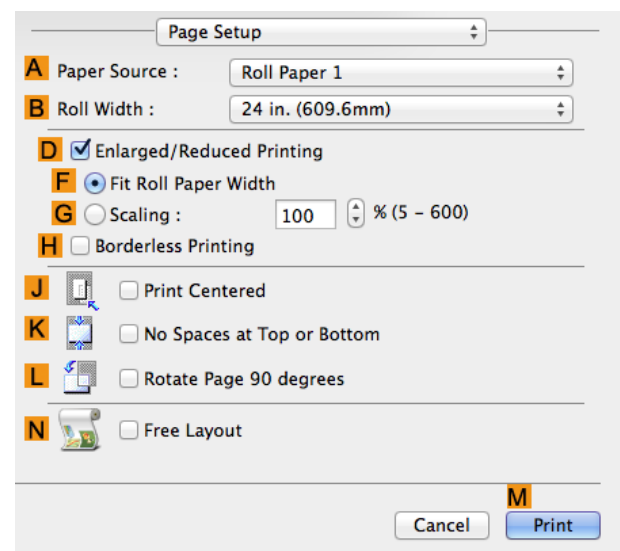 Page Setup
A Paper Source : Roll Paper 1
B Roll Width : 24 in. (609.6mm)
D Enlarged/Reduced Printing
F Fit Roll Paper Width
G Scaling : 100 % (5 – 600)
H Borderless Printing
J Print Centered
K No Spaces at Top or Bottom
L Rotate Page 90 degrees
N Free Layout
M
Cancel Print